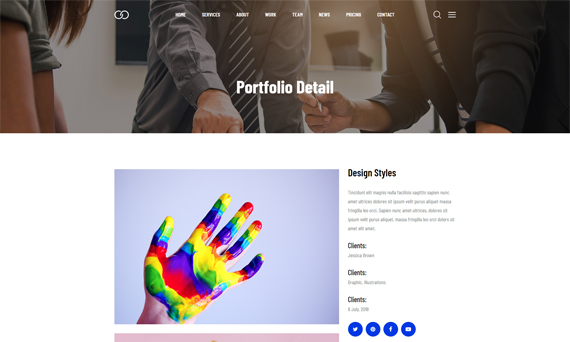 HOME SERVICES ABOUT WORK TEAM NEWS PRICING CONTACT
Portfolio Detail
Design Styles
Tincidunt elit magnis nulla facilisis sagittis sapien nunc
amet ultrices dolores sit ipsum velit purus aliquet massa
fringilla leo orci. Sapien nunc amet ultrices, dolores sit
ipsum velit purus aliquet, massa fringilla leo orci dolors sit
amet elit amet.
Clients:
Jessica Brown
Clients:
Graphic, Illustrations
Clients:
8 July, 2018